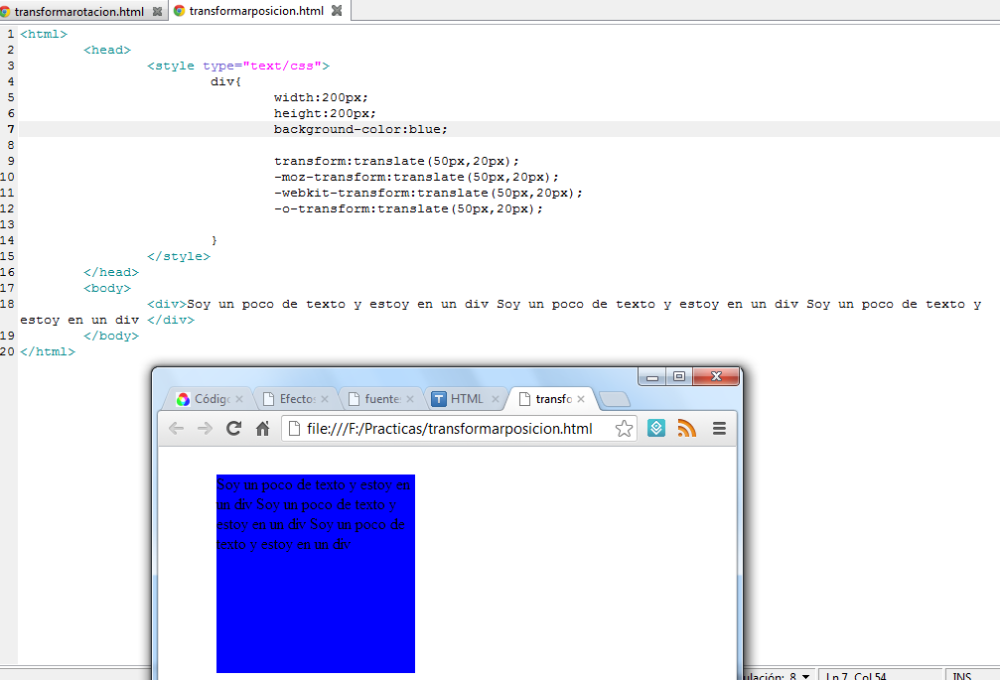 transformarotacion.html transformarposicion.html
1 <html>
2 <head>
3 <style type="text/css">
4 div{
5 width:200px;
6 height:200px;
7 background-color:blue;
8
9 transform:translate(50px,20px);
10 -moz-transform:translate(50px,20px);
11 -webkit-transform:translate(50px,20px);
12 -o-transform:translate(50px,20px);
13
14 }
15 </style>
16 </head>
17 <body>
18 <div>Soy un poco de texto y estoy en un div Soy un poco de texto y estoy en un div Soy un poco de texto y
estoy en un div </div>
19 </body>
20 </html>
Códig Efecto: fuente: HTML transfo
file:///F:/Practicas/transformarposicion.html
Soy un poco de texto y estoy en
un div Soy un poco de texto y
estoy en un div Soy un poco de
texto y estoy en un div
ulación: 8 Ln 7, Col 54 INS